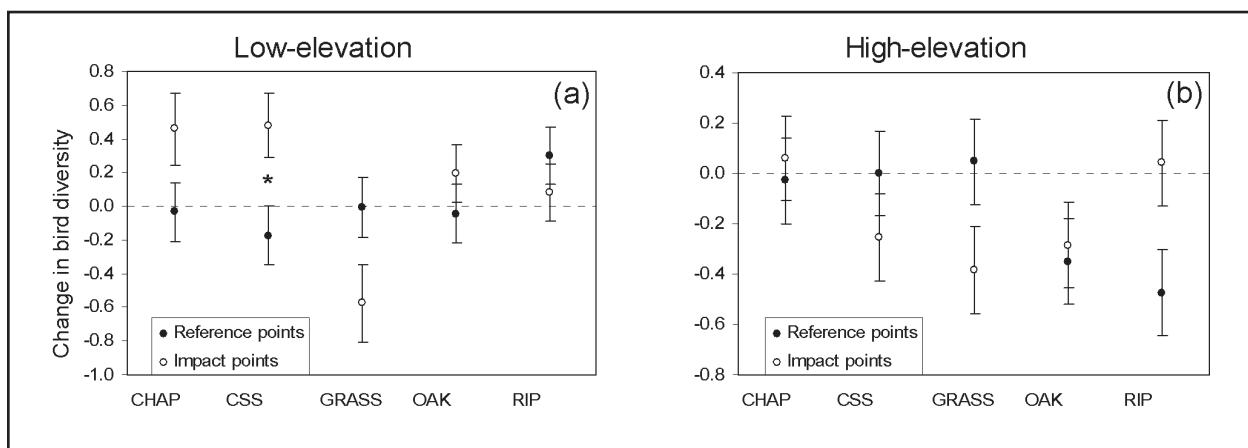 Low-elevation
Change in bird diversity
0.8
0.6
0.4
0.2
0.0
-0.2
-0.4
-0.6
-0.8
-1.0
(a)
*
Reference points
Impact points
CHAP CSS GRASS OAK RIP
High-elevation
0.4
0.2
0.0
-0.2
-0.4
-0.6
-0.8
(b)
Reference points
Impact points
CHAP CSS GRASS OAK RIP